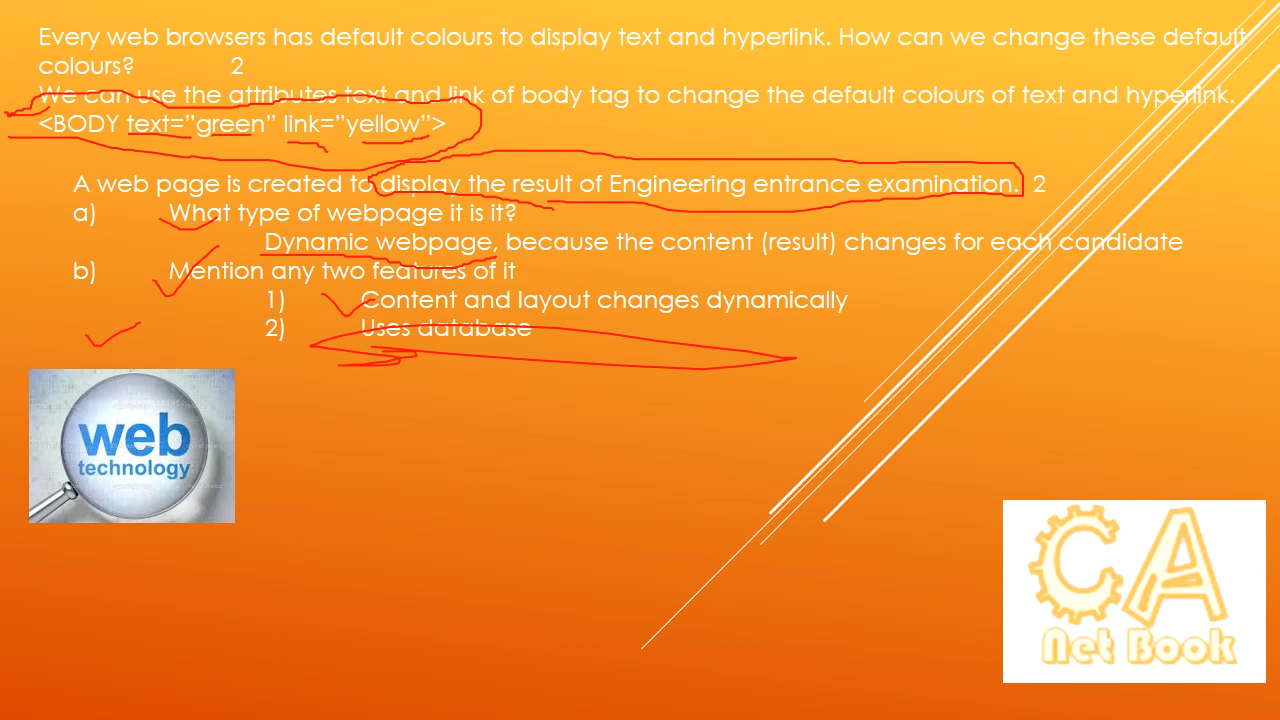 Every web browsers has default colours to display text and hyperlink. How can we change these default
colours? 2
We can use the attributes text and link of body tag to change the default colours of text and hyperlink.
<BODY text=”green” link=”yellow”>
A web page is created to display the result of Engineering entrance examination. 2
a) What type of webpage it is it?
Dynamic webpage, because the content (result) changes for each candidate
b) Mention any two features of it
1) Content and layout changes dynamically
2) Uses database
web
technology
CA
Net Book